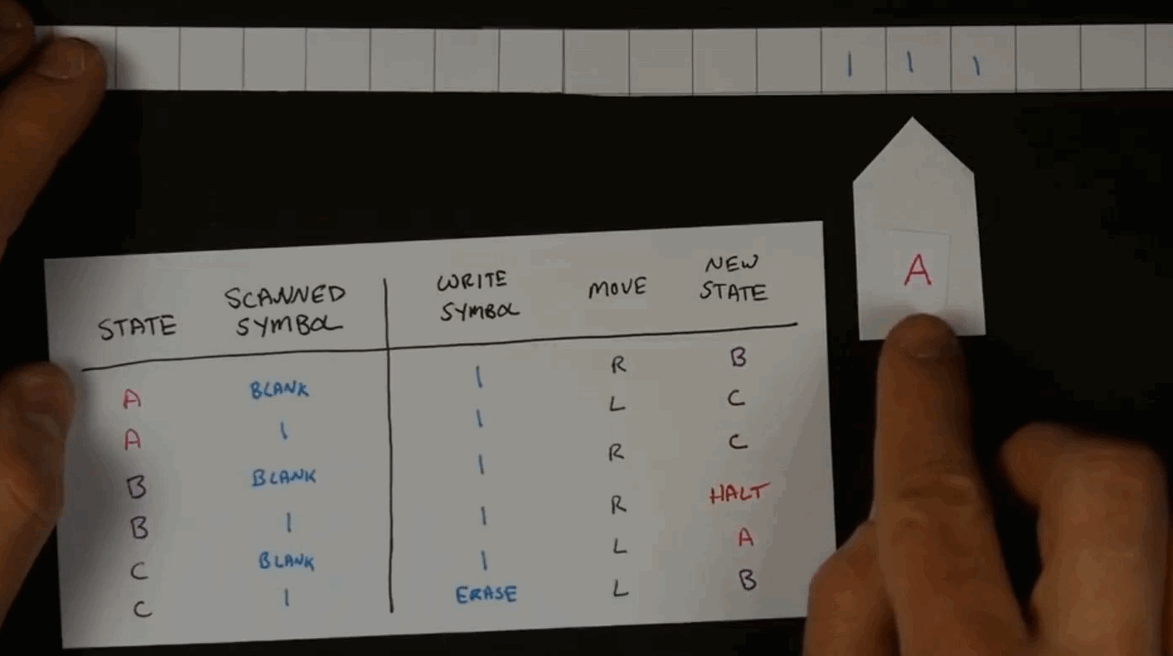 1 1 1
A
STATE SCANNED SYMBOL WRITE SYMBOL MOVE NEW STATE
A BLANK 1 R B
A 1 1 L C
B BLANK 1 R C
B 1 1 R HALT
C BLANK 1 L A
C 1 ERASE L B